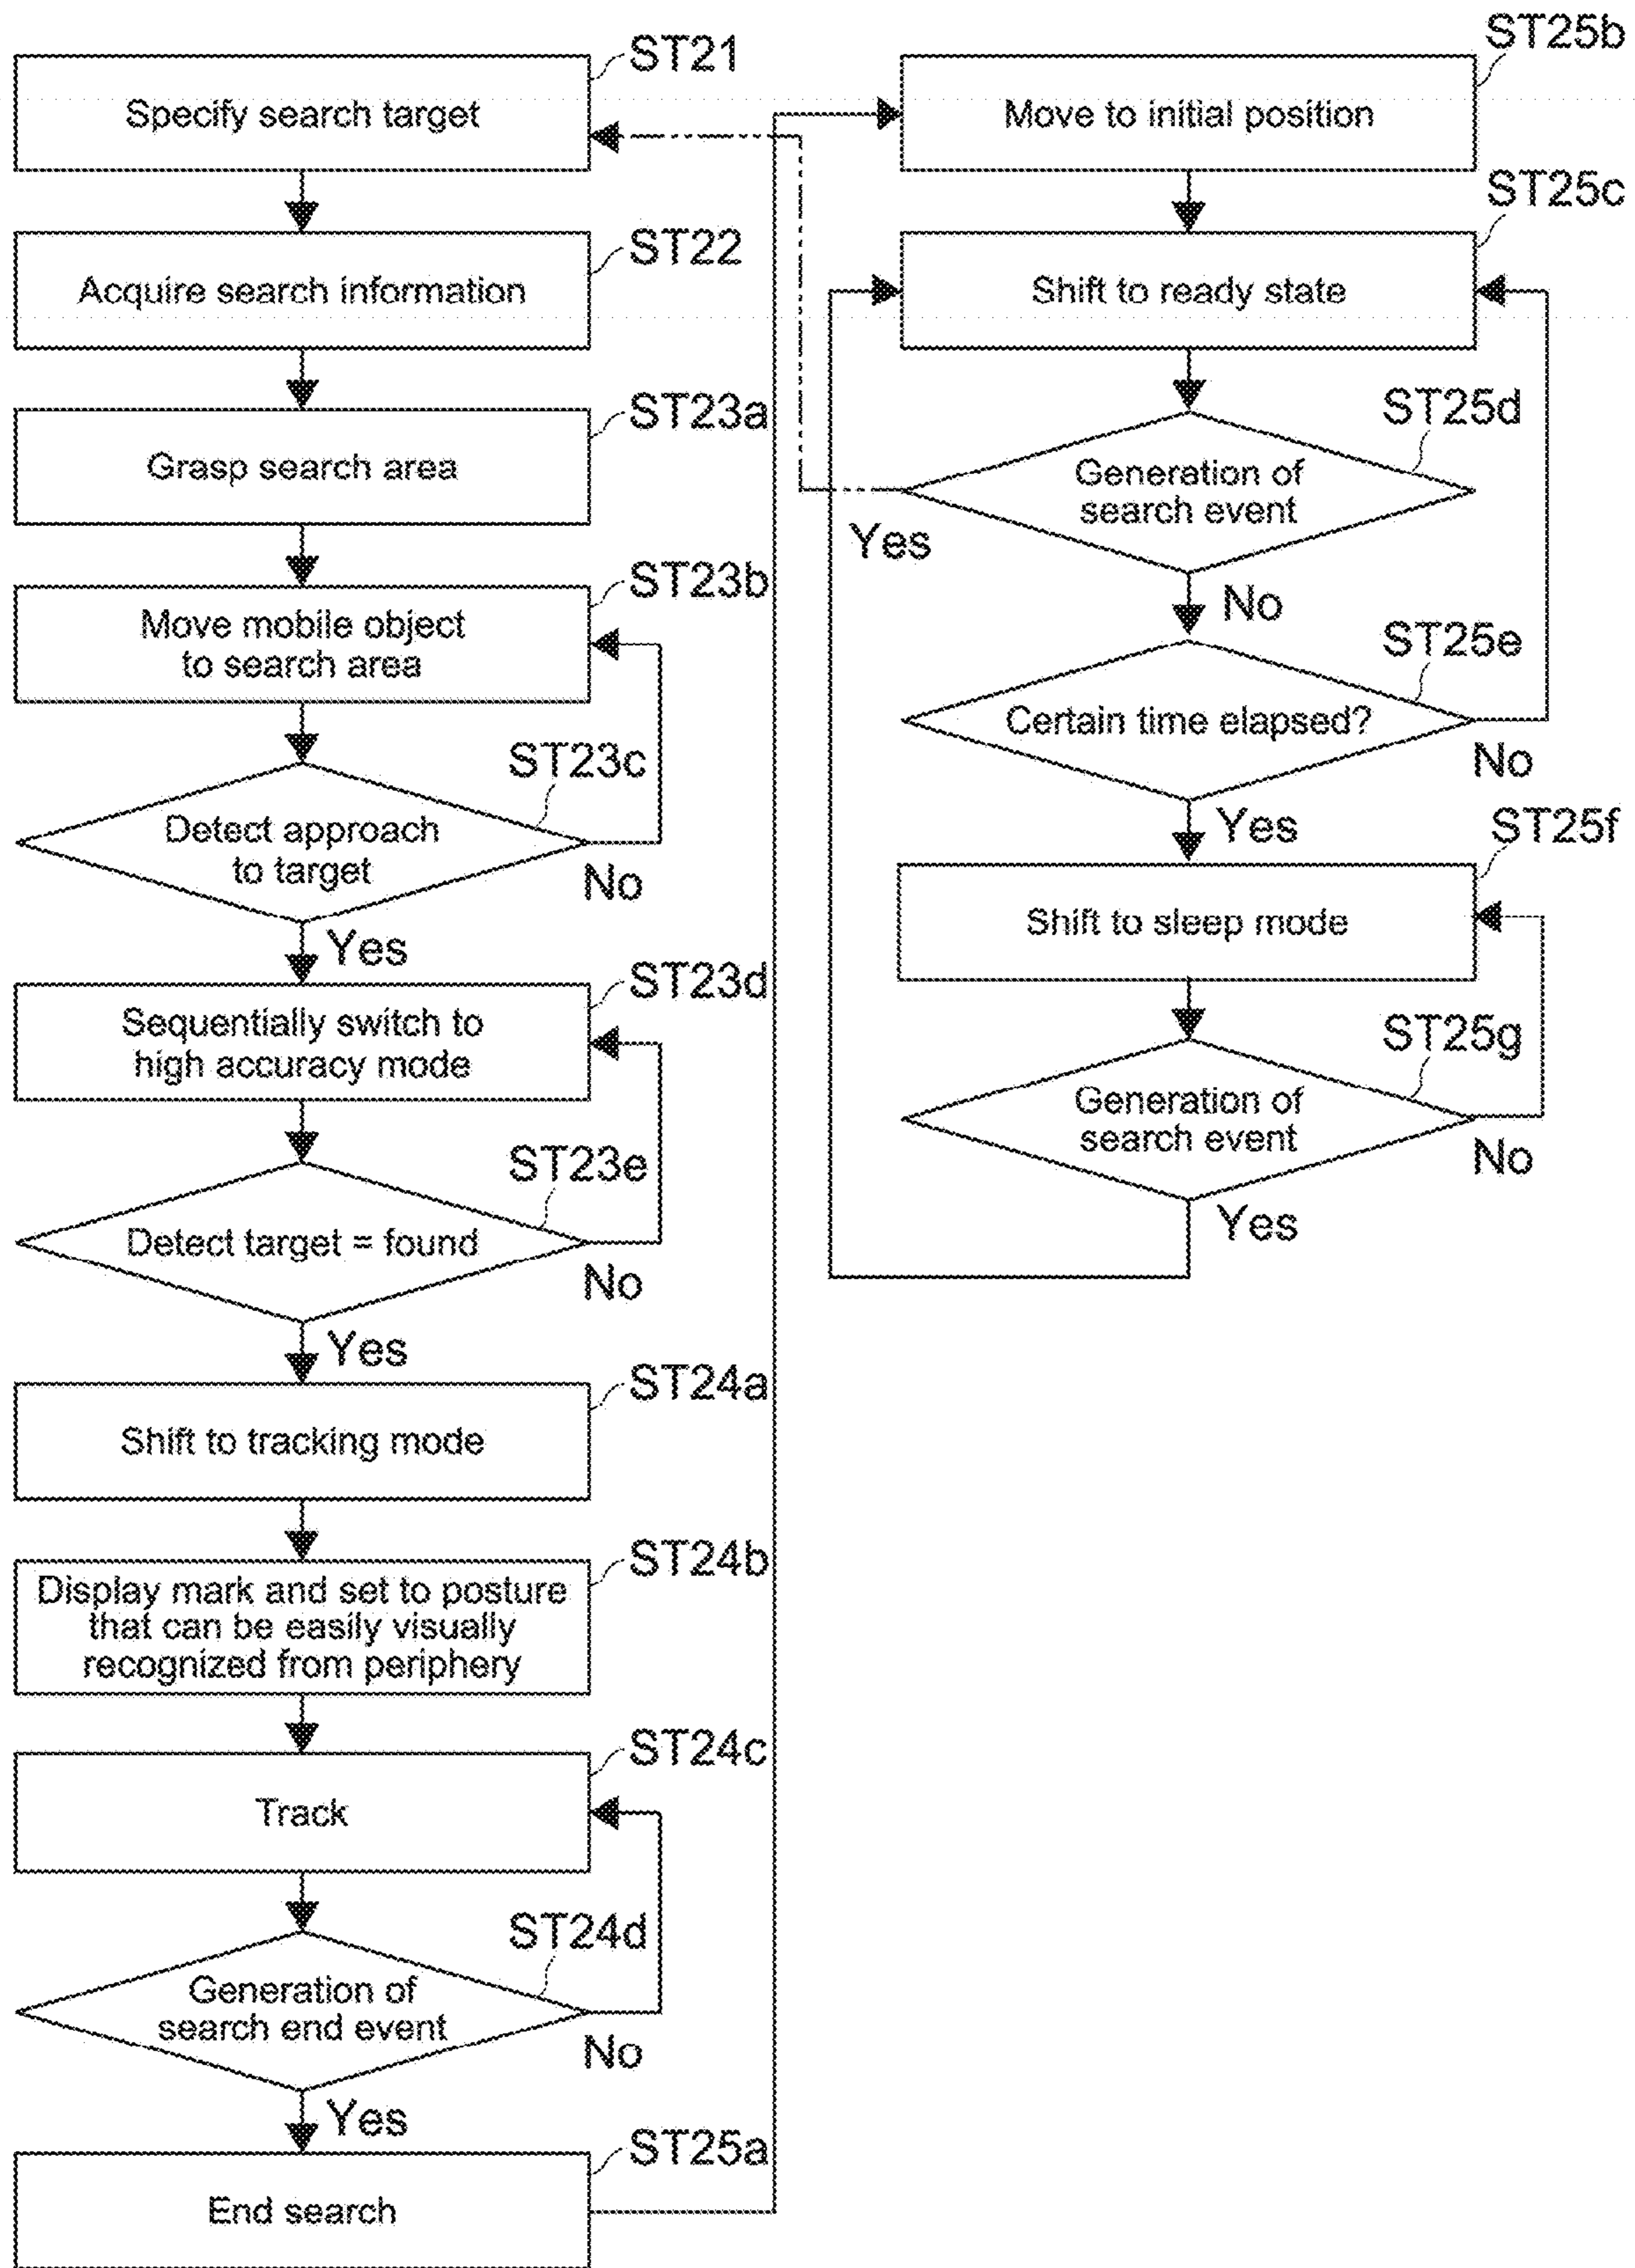 ST21
Specify search target
ST22
Acquire search information
ST23a
Grasp search area
ST23b
Move mobile object
to search area
ST23c
Detect approach
to target
No
Yes
ST23d
Sequentially switch to
high accuracy mode
ST23e
Detect target = found
No
Yes
ST24a
Shift to tracking mode
ST24b
Display mark and set to posture
that can be easily visually
recognized from periphery
ST24c
Track
ST24d
Generation of
search end event
No
Yes
ST25a
End search
ST25b
Move to initial position
ST25c
Shift to ready state
ST25d
Generation of
search event
Yes
No
ST25e
Certain time elapsed?
No
Yes
ST25f
Shift to sleep mode
ST25g
Generation of
search event
No
Yes